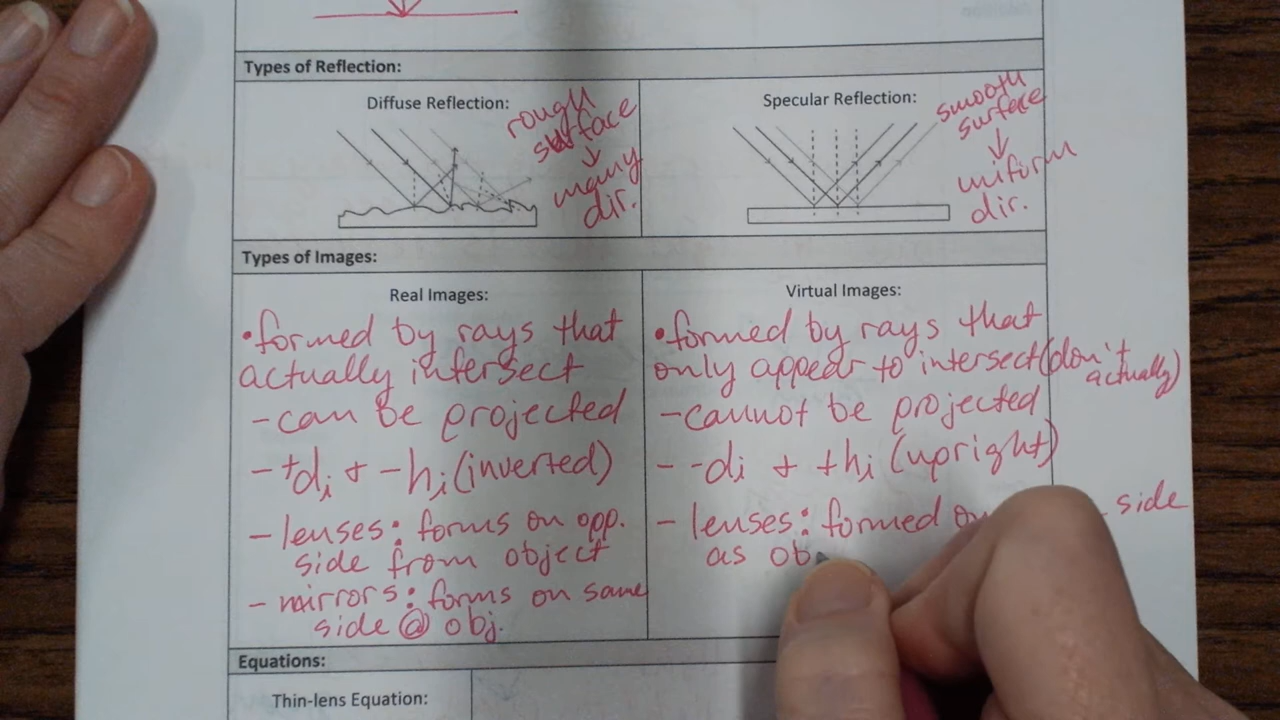 Types of Reflection:
Diffuse Reflection:
rough
surface
many
dir.
Specular Reflection:
smooth
surface
uniform
dir.
Types of Images:
Real Images:
•formed by rays that
actually intersect
-can be projected
-+di + -hi (inverted)
-lenses: forms on opp.
side from object
-mirrors: forms on same
side @ obj.
Virtual Images:
•formed by rays that
only appear to intersect (don't
actually)
-cannot be projected
- -di + +hi (upright)
-lenses: formed on side
as ob
Equations:
Thin-lens Equation: